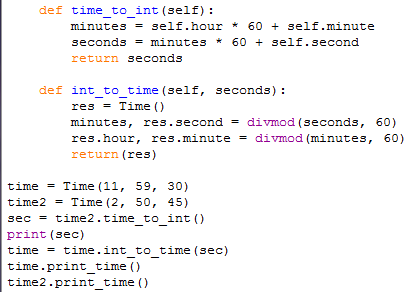 def time_to_int(self):
minutes = self.hour * 60 + self.minute
seconds = minutes * 60 + self.second
return seconds
def int_to_time(self, seconds):
res = Time()
minutes, res.second = divmod(seconds, 60)
res.hour, res.minute = divmod(minutes, 60)
return(res)
time = Time(11, 59, 30)
time2 = Time(2, 50, 45)
sec = time2.time_to_int()
print(sec)
time = time.int_to_time(sec)
time.print_time()
time2.print_time()